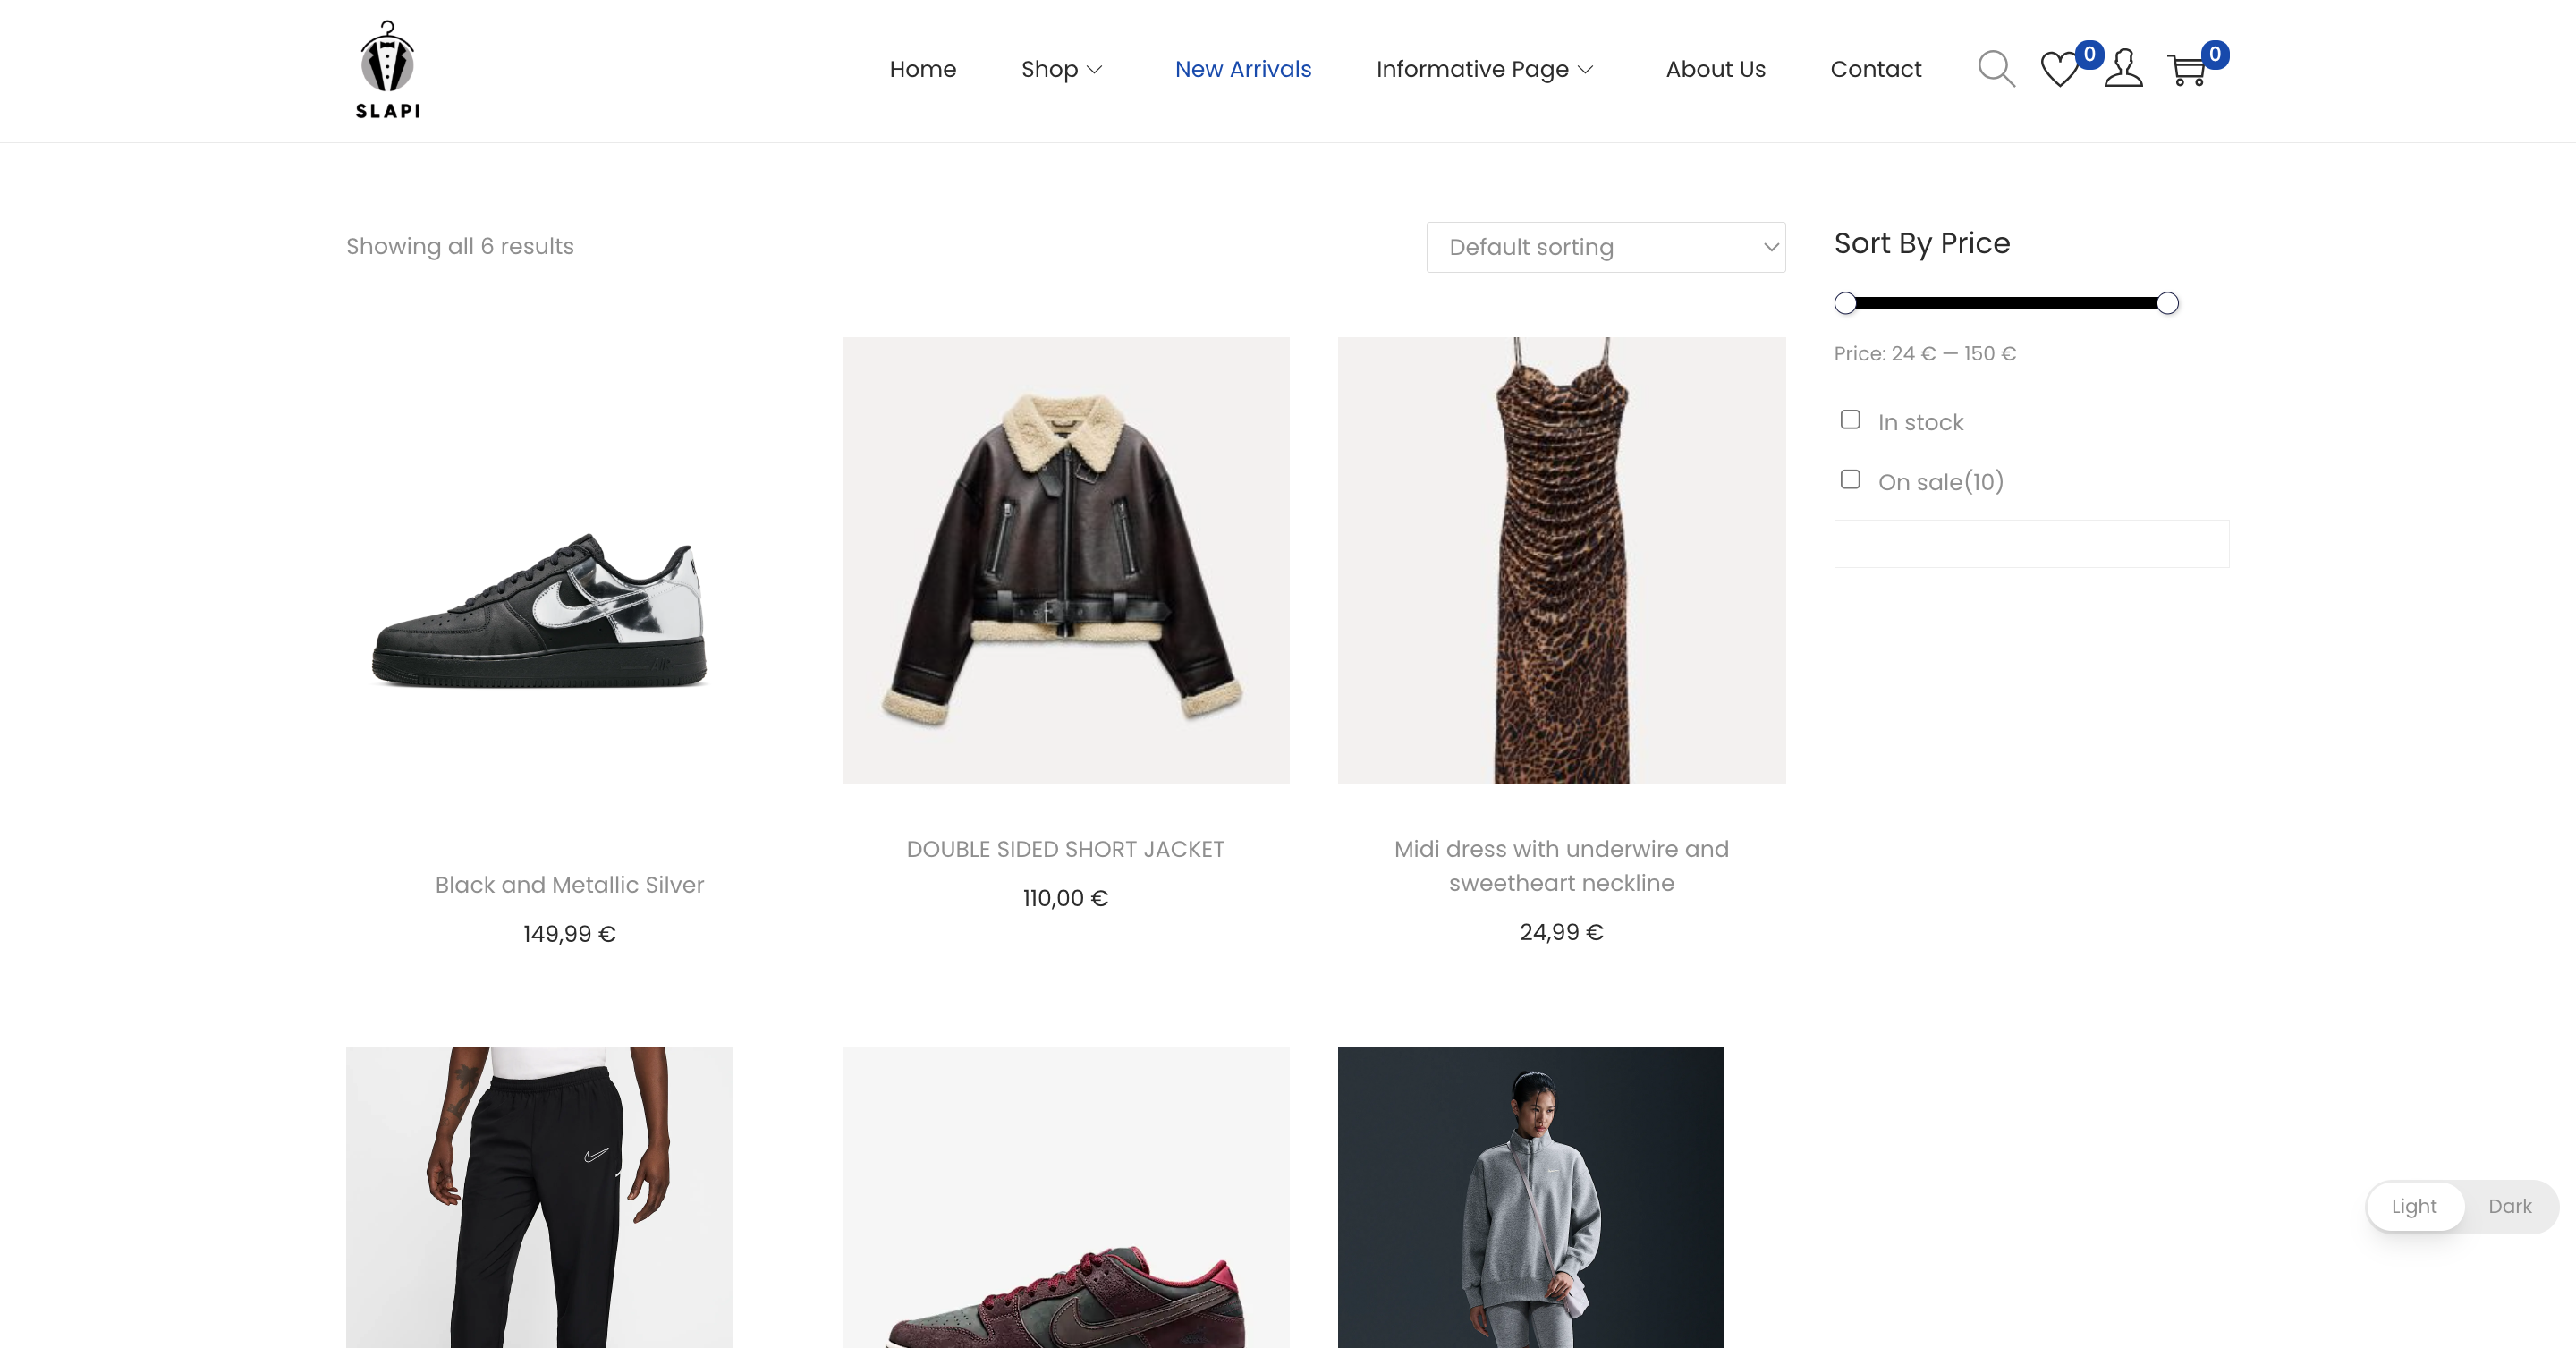 SLAPI
Home
Shop
New Arrivals
Informative Page
About Us
Contact
0
0
Showing all 6 results
Default sorting
Sort By Price
Price: 24 € — 150 €
In stock
On sale(10)
Black and Metallic Silver
149,99 €
DOUBLE SIDED SHORT JACKET
110,00 €
Midi dress with underwire and
sweetheart neckline
24,99 €
Light
Dark